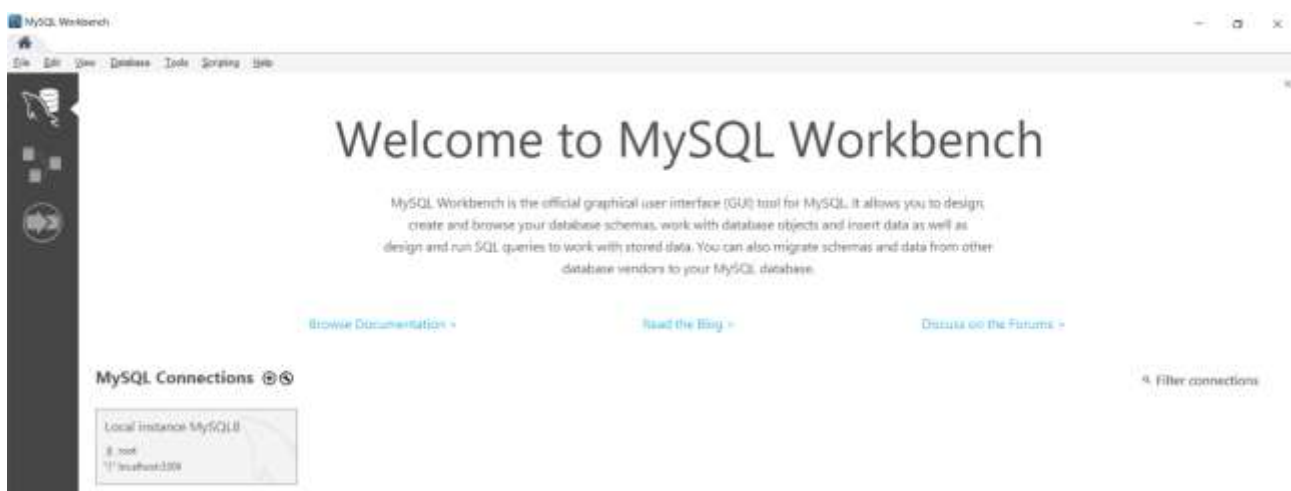 MySQL Workbench
File Edit View Database Tools Scripting Help
Welcome to MySQL Workbench
MySQL Workbench is the official graphical user interface (GUI) tool for MySQL. It allows you to design,
create and browse your database schemas, work with database objects and insert data as well as
design and run SQL queries to work with stored data. You can also migrate schemas and data from other
database vendors to your MySQL database.
Browse Documentation >
Read the Blog >
Discuss on the Forums >
MySQL Connections
Filter connections
Local instance MySQL8
root
localhost:3306